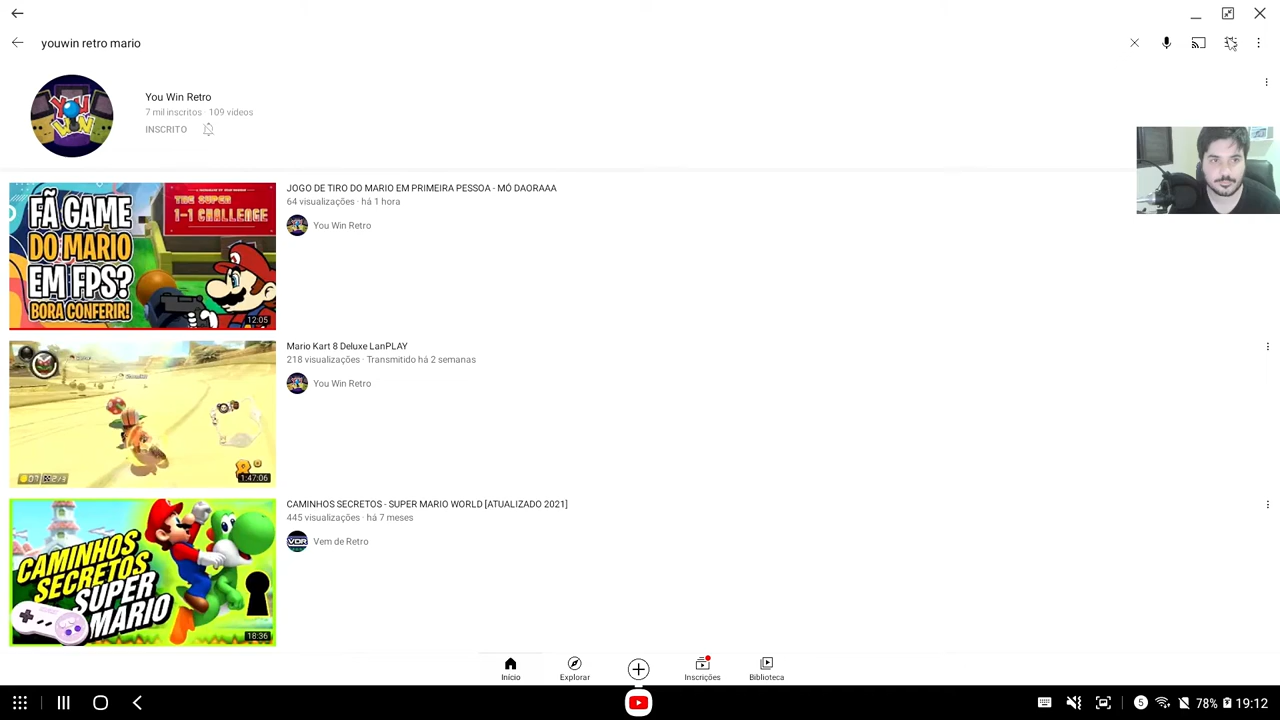 youwin retro mario
YOU WIN
You Win Retro
7 mil inscritos · 109 vídeos
INSCRITO
FÃ GAME
DO MARIO
EM FPS?
BORA CONFERIR!
THE SUPER
1-1 CHALLENGE
12:05
JOGO DE TIRO DO MARIO EM PRIMEIRA PESSOA - MÓ DAORAAA
64 visualizações · há 1 hora
You Win Retro
1:47:06
Mario Kart 8 Deluxe LanPLAY
218 visualizações · Transmitido há 2 semanas
You Win Retro
CAMINHOS
SECRETOS
SUPER
MARIO
18:36
CAMINHOS SECRETOS - SUPER MARIO WORLD [ATUALIZADO 2021]
445 visualizações · há 7 meses
VDR
Vem de Retro
Início
Explorar
Inscrições
Biblioteca
5
78%
19:12